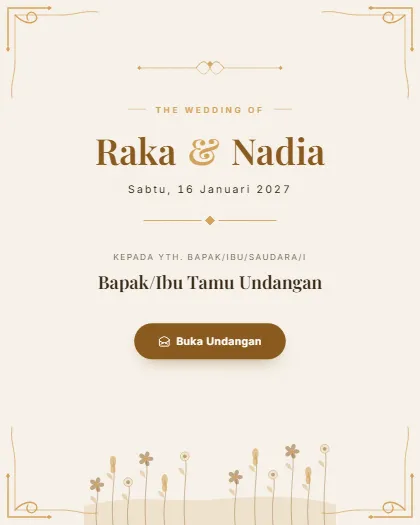 THE WEDDING OF
Raka & Nadia
Sabtu, 16 Januari 2027
KEPADA YTH. BAPAK/IBU/SAUDARA/I
Bapak/Ibu Tamu Undangan
Buka Undangan